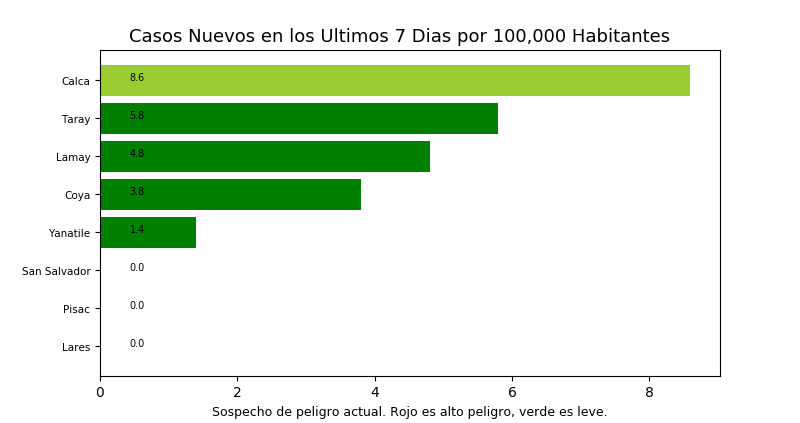 Casos Nuevos en los Ultimos 7 Dias por 100,000 Habitantes
Calca 8.6
Taray 5.8
Lamay 4.8
Coya 3.8
Yanatile 1.4
San Salvador 0.0
Pisac 0.0
Lares 0.0
0 2 4 6 8
Sospecho de peligro actual. Rojo es alto peligro, verde es leve.